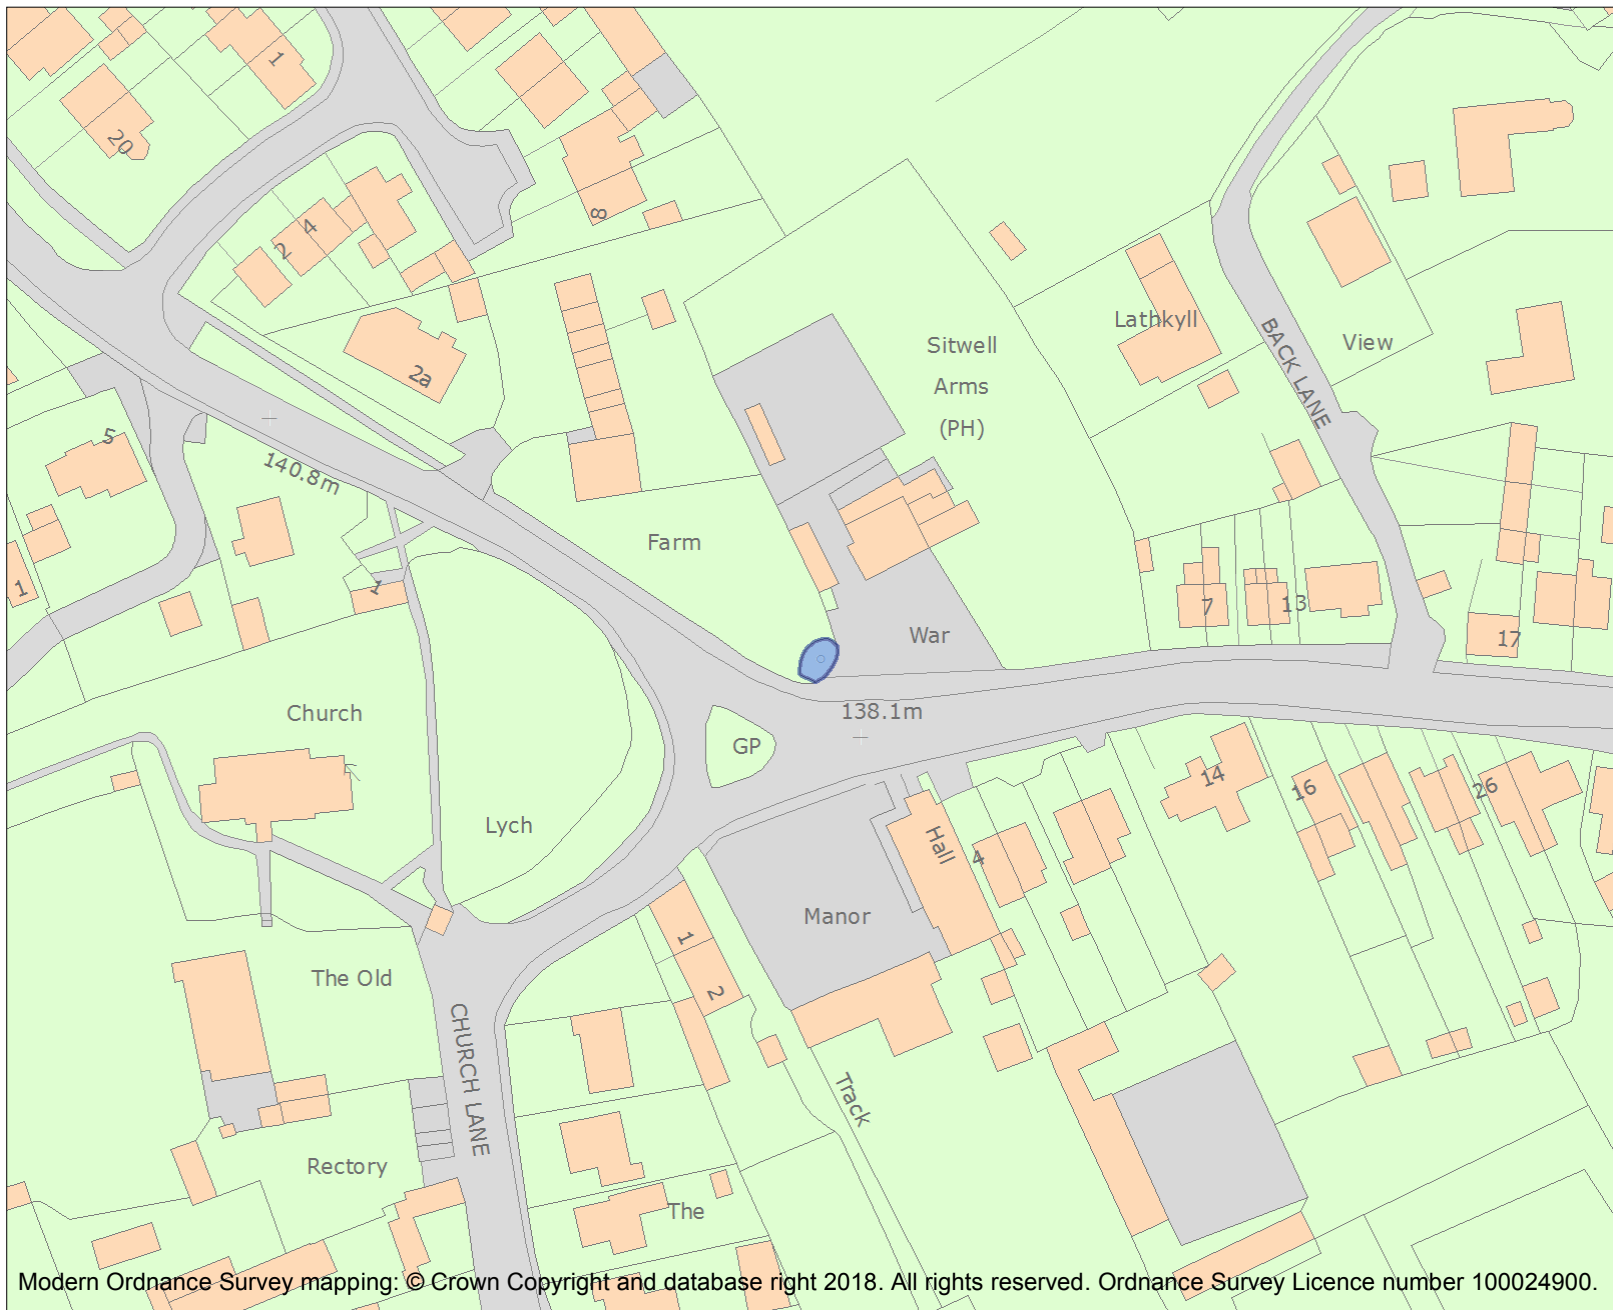 1
20
8
2 4
Lathkyll
BACK LANE
View
Sitwell
Arms
(PH)
2a
5
140.8m
Farm
1
1
7
13
War
17
Church
138.1m
GP
14
16
26
Lych
Hall
4
Manor
1
2
The Old
CHURCH LANE
Track
Rectory
The
Modern Ordnance Survey mapping: © Crown Copyright and database right 2018. All rights reserved. Ordnance Survey Licence number 100024900.